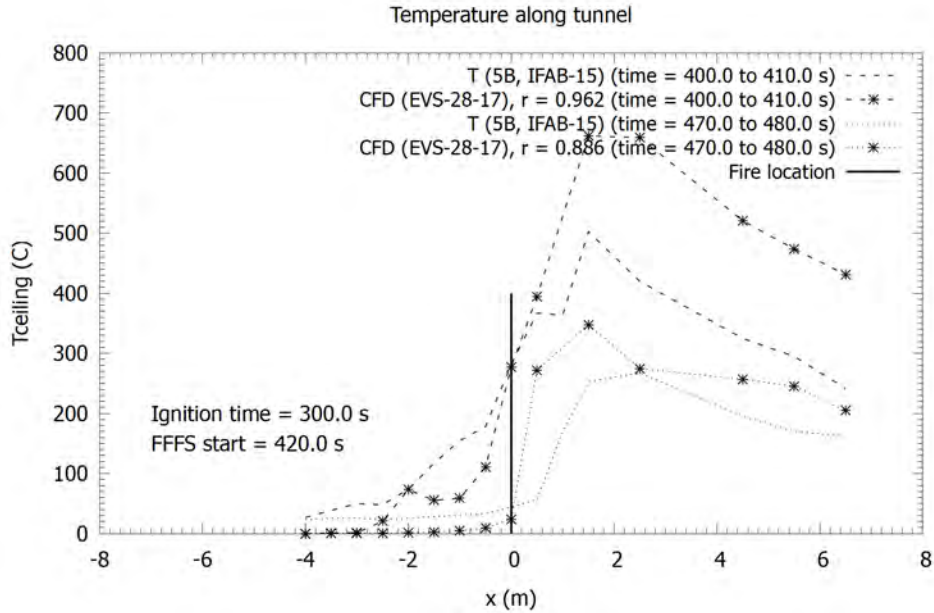 Temperature along tunnel
800
700
600
500
400
300
200
100
0
Tceiling (C)
T (5B, IFAB-15) (time = 400.0 to 410.0 s)
CFD (EVS-28-17), r = 0.962 (time = 400.0 to 410.0 s)
T (5B, IFAB-15) (time = 470.0 to 480.0 s)
CFD (EVS-28-17), r = 0.886 (time = 470.0 to 480.0 s)
Fire location
Ignition time = 300.0 s
FFFS start = 420.0 s
-8 -6 -4 -2 0 2 4 6 8
x (m)